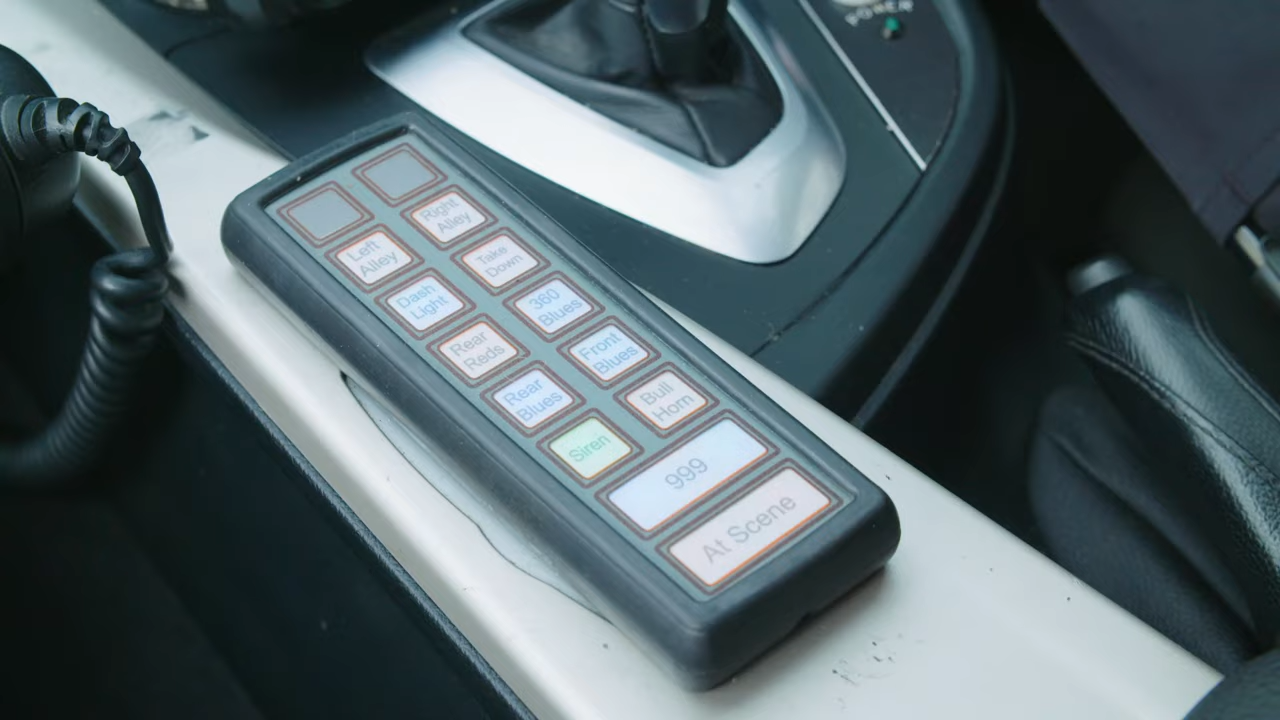 POWER
Right
Alley
Left
Alley
Take
Down
Dash
Light
360
Blues
Rear
Reds
Front
Blues
Rear
Blues
Bull
Horn
Siren
999
At Scene